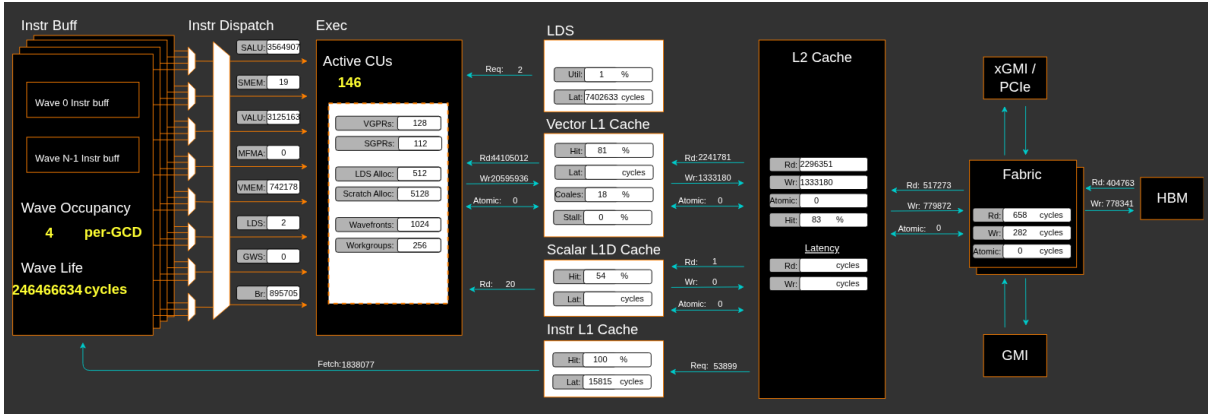 Instr Buff
Wave 0 Instr buff
Wave N-1 Instr buff
Wave Occupancy
4 per-GCD
Wave Life
246466634 cycles
Instr Dispatch
SALU: 3564907
SMEM: 19
VALU: 3125163
MFMA: 0
VMEM: 742178
LDS: 2
GWS: 0
Br: 895705
Exec
Active CUs
146
VGPRs: 128
SGPRs: 112
LDS Alloc: 512
Scratch Alloc: 5128
Wavefronts: 1024
Workgroups: 256
Req: 2
Rd:44105012
Wr:20595936
Atomic: 0
Rd: 20
Fetch:1838077
LDS
Util: 1 %
Lat: 7402633 cycles
Vector L1 Cache
Hit: 81 %
Lat: cycles
Coales: 18 %
Stall: 0 %
Scalar L1D Cache
Hit: 54 %
Lat: cycles
Instr L1 Cache
Hit: 100 %
Lat: 15815 cycles
Rd:2241781
Wr:1333180
Atomic: 0
Rd: 1
Wr: 0
Atomic: 0
Req: 53899
L2 Cache
Rd: 2296351
Wr: 1333180
Atomic: 0
Hit: 83 %
Latency
Rd: cycles
Wr: cycles
Rd: 517273
Wr: 779872
Atomic: 0
xGMI /
PCIe
Fabric
Rd: 658 cycles
Wr: 282 cycles
Atomic: 0 cycles
GMI
Rd: 404763
Wr: 778341
HBM